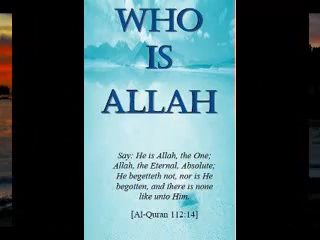 WHO
IS
ALLAH
Say: He is Allah, the One;
Allah, the Eternal, Absolute;
He begetteth not, nor is He
begotten, and there is none
like unto Him.
[Al-Quran 112:14]